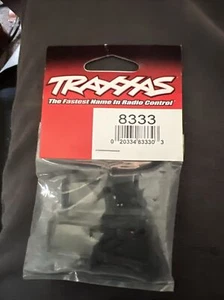 TRAXXAS
The Fastest Name in Radio Control
8333
0 20334 83330 3